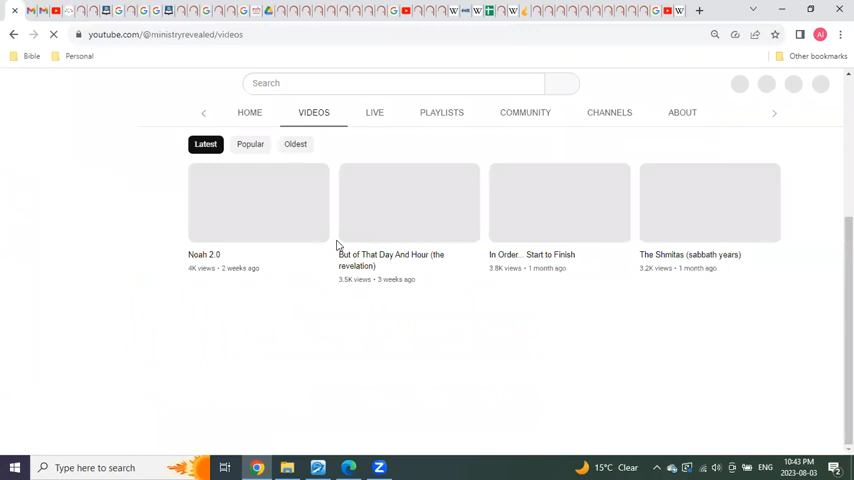 youtube.com/@ministryrevealed/videos
AI
Bible
Personal
Other bookmarks
Search
HOME
VIDEOS
LIVE
PLAYLISTS
COMMUNITY
CHANNELS
ABOUT
Latest
Popular
Oldest
Noah 2.0
4K views • 2 weeks ago
But of That Day And Hour (the
revelation)
3.5K views • 3 weeks ago
In Order... Start to Finish
3.8K views • 1 month ago
The Shmitas (sabbath years)
3.2K views • 1 month ago
Type here to search
15°C Clear
ENG
10:43 PM
2023-08-03
2